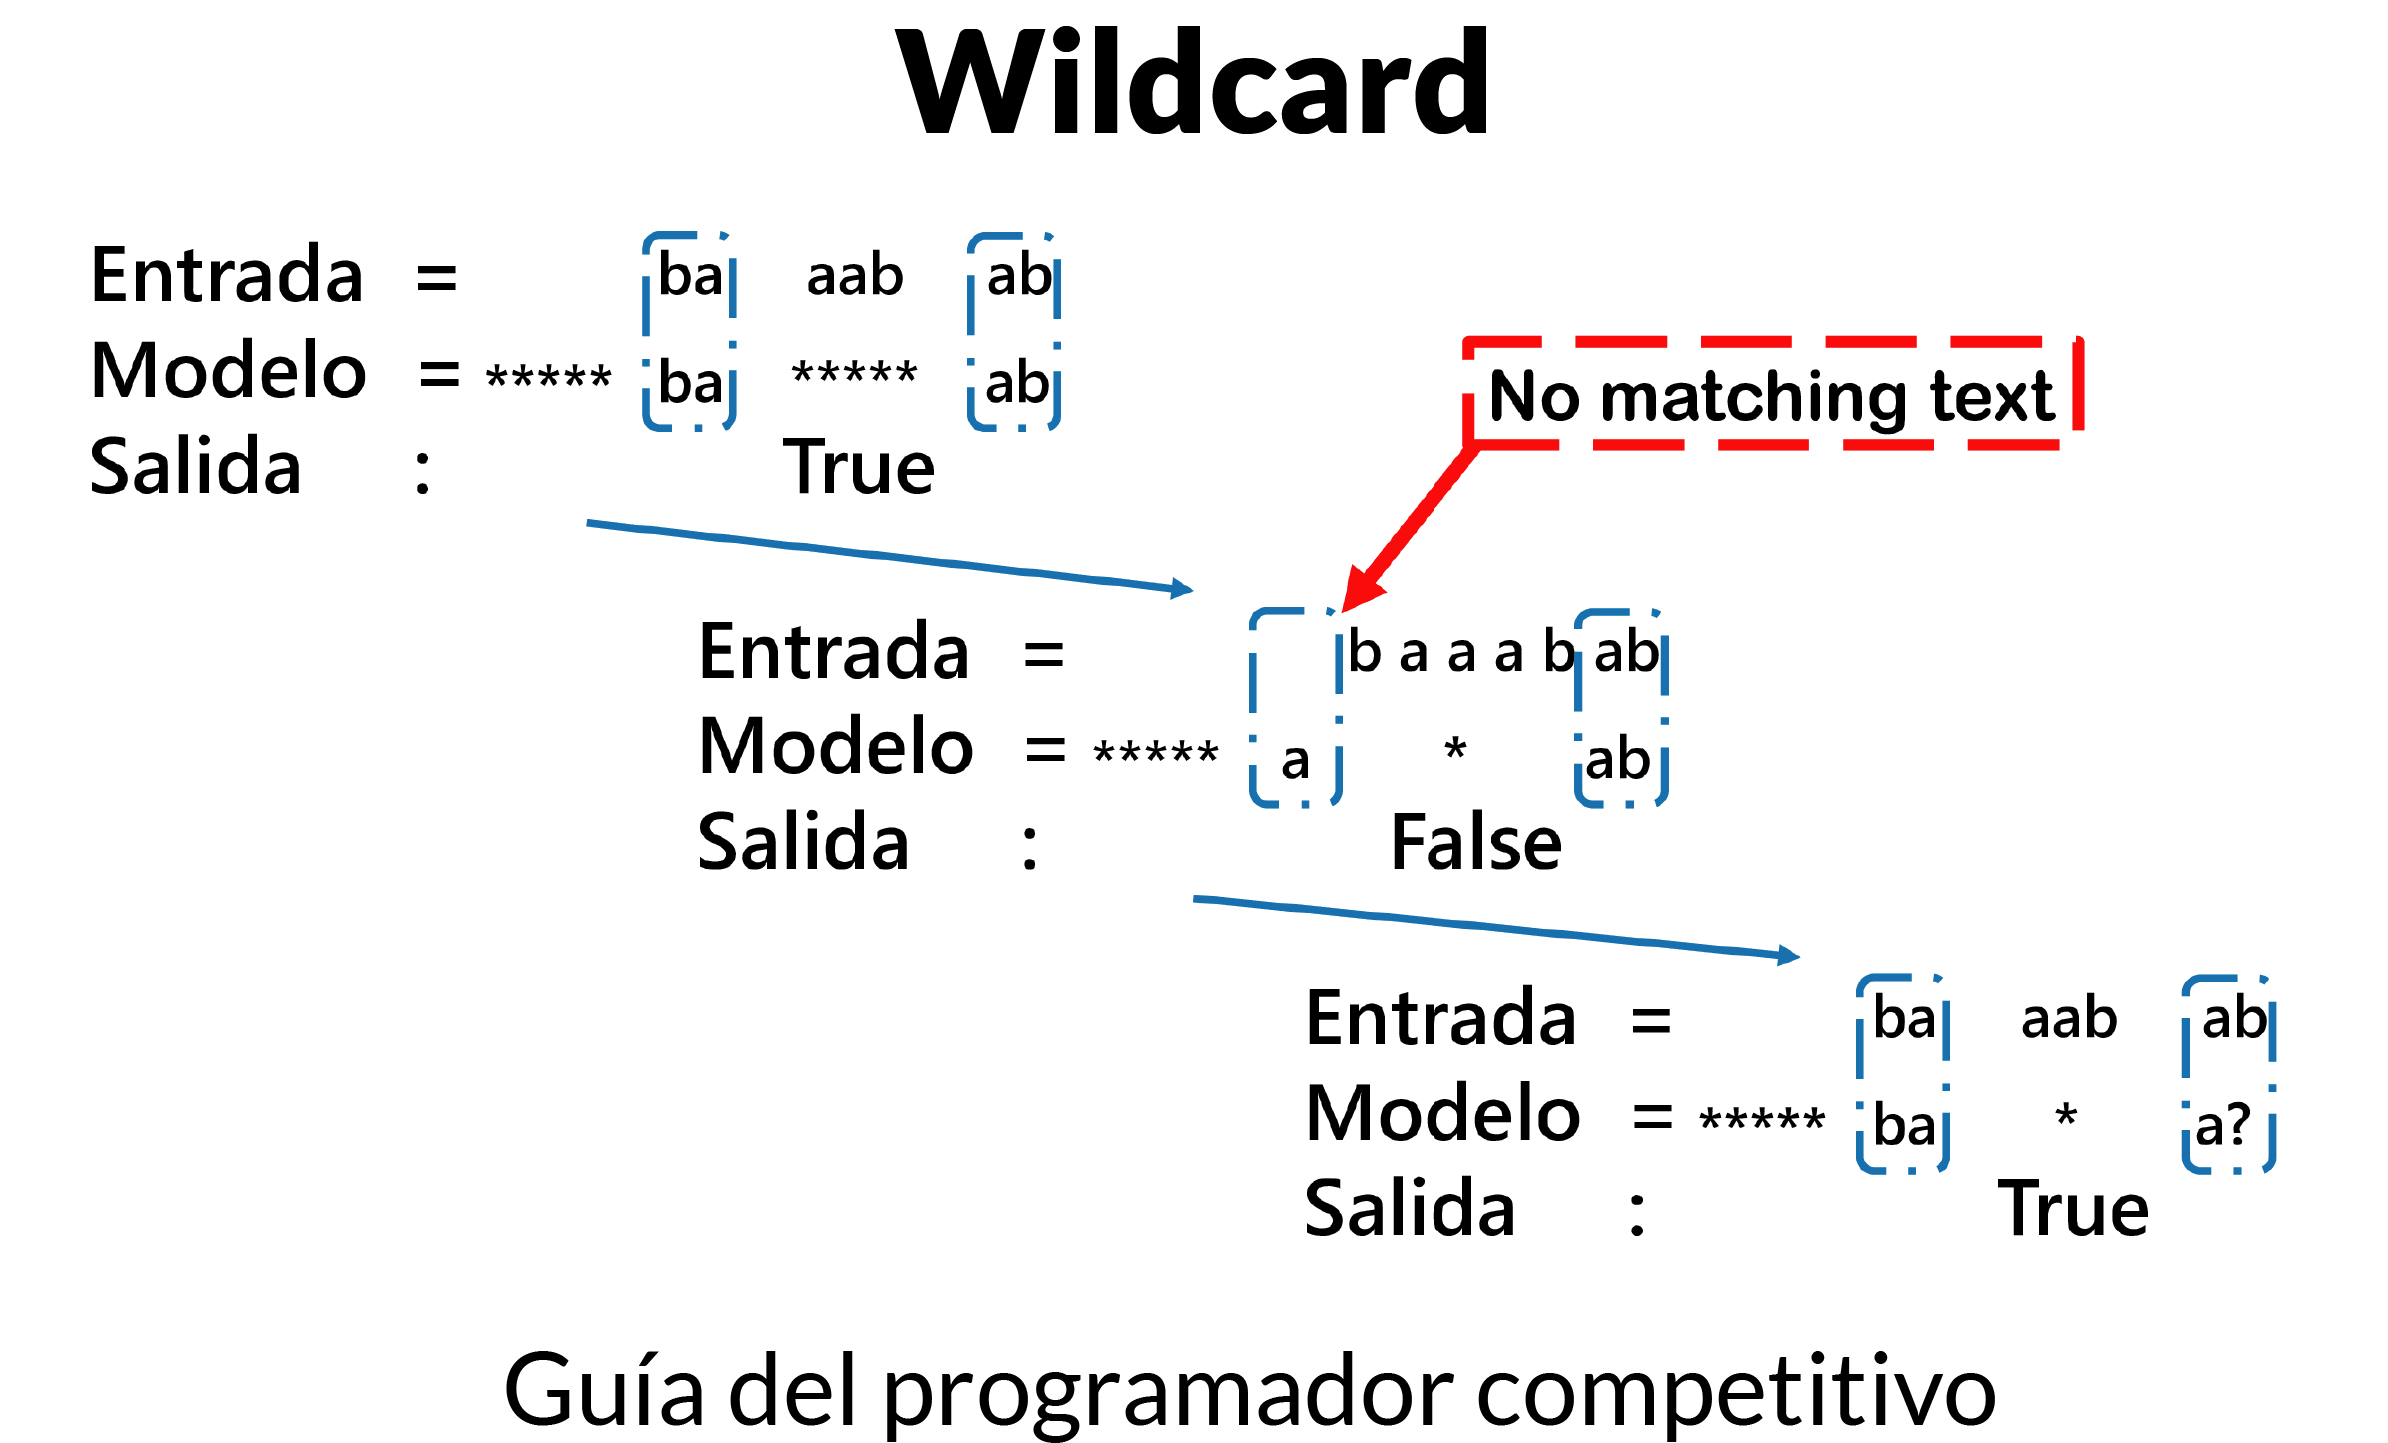 Wildcard
Entrada = ba aab ab
Modelo = ***** ba ***** ab
No matching text
Salida : True
Entrada = b a a a b ab
Modelo = ***** a * ab
Salida : False
Entrada = ba aab ab
Modelo = ***** ba * a?
Salida : True
Guía del programador competitivo